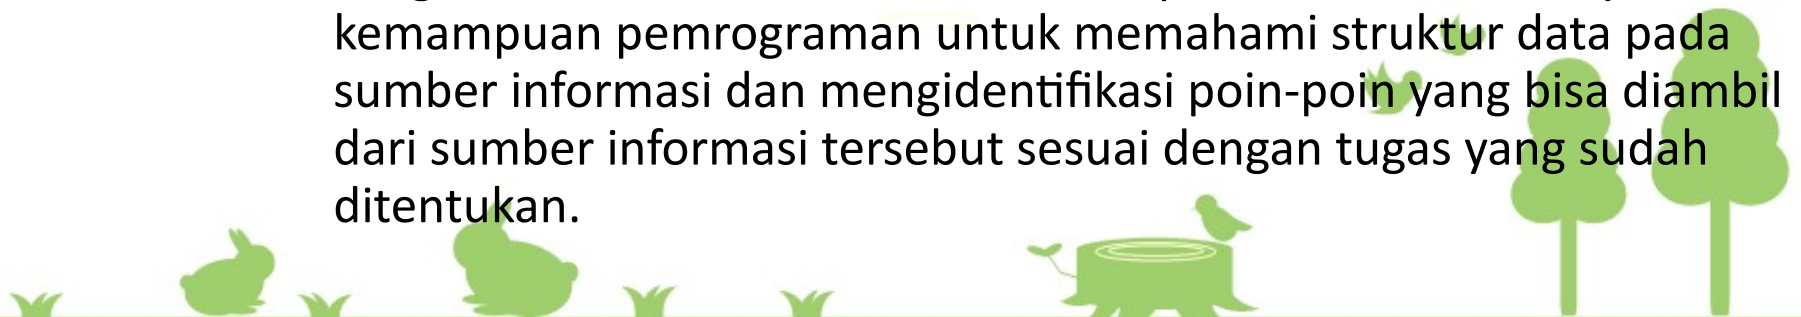 kemampuan pemrograman untuk memahami struktur data pada
sumber informasi dan mengidentifikasi poin-poin yang bisa diambil
dari sumber informasi tersebut sesuai dengan tugas yang sudah
ditentukan.